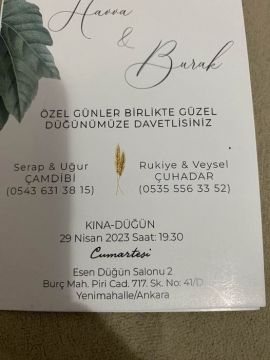 Havva
&
Burak
ÖZEL GÜNLER BİRLİKTE GÜZEL
DÜĞÜNÜMÜZE DAVETLİSİNİZ
Serap & Uğur
ÇAMDİBİ
(0543 631 38 15)
Rukiye & Veysel
ÇUHADAR
(0535 556 33 52)
KINA-DÜĞÜN
29 Nisan 2023 Saat: 19.30
Cumartesi
Esen Düğün Salonu 2
Burç Mah. Piri Cad. 717. Sk. No: 41/D
Yenimahalle/Ankara